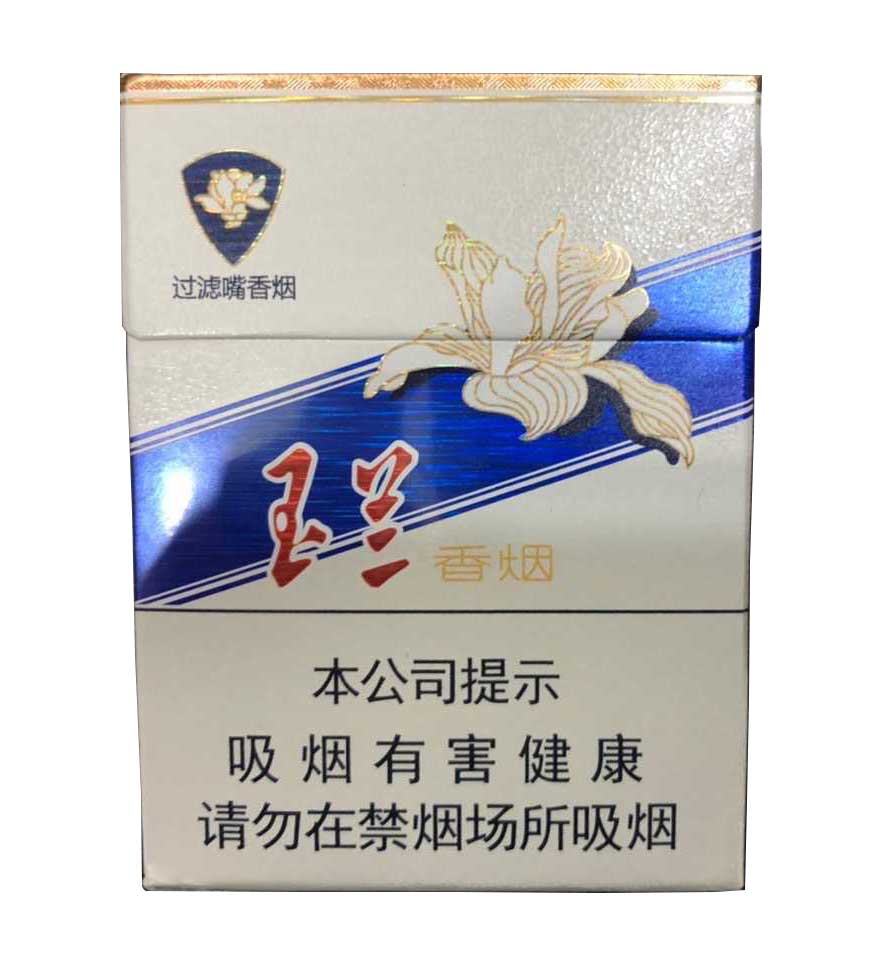 过滤嘴香烟
玉兰 香烟
本公司提示
吸烟有害健康
请勿在禁烟场所吸烟